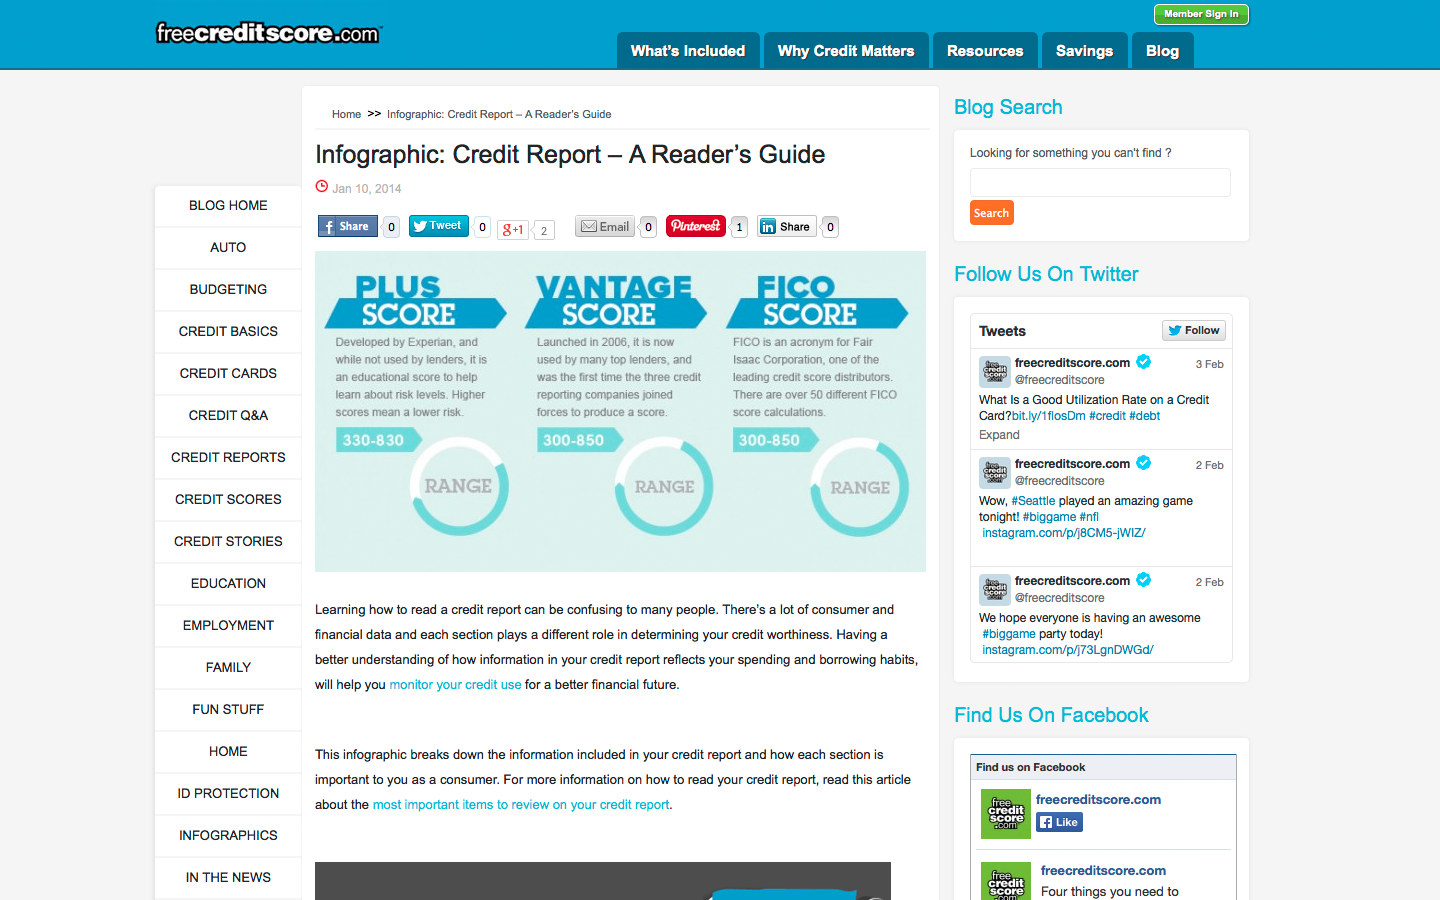 freecreditscore.com
Member Sign In
What's Included
Why Credit Matters
Resources
Savings
Blog
Home >> Infographic: Credit Report – A Reader's Guide
Infographic: Credit Report – A Reader's Guide
Jan 10, 2014
Share 0
Tweet 0
g+1 2
Email 0
Pinterest 1
in Share 0
BLOG HOME
AUTO
BUDGETING
CREDIT BASICS
CREDIT CARDS
CREDIT Q&A
CREDIT REPORTS
CREDIT SCORES
CREDIT STORIES
EDUCATION
EMPLOYMENT
FAMILY
FUN STUFF
HOME
ID PROTECTION
INFOGRAPHICS
IN THE NEWS
PLUS
SCORE
Developed by Experian, and
while not used by lenders, it is
an educational score to help
learn about risk levels. Higher
scores mean a lower risk.
330-830
RANGE
VANTAGE
SCORE
Launched in 2006, it is now
used by many top lenders, and
was the first time the three credit
reporting companies joined
forces to produce a score.
300-850
RANGE
FICO
SCORE
FICO is an acronym for Fair
Isaac Corporation, one of the
leading credit score distributors.
There are over 50 different FICO
score calculations.
300-850
RANGE
Learning how to read a credit report can be confusing to many people. There's a lot of consumer and
financial data and each section plays a different role in determining your credit worthiness. Having a
better understanding of how information in your credit report reflects your spending and borrowing habits,
will help you monitor your credit use for a better financial future.
This infographic breaks down the information included in your credit report and how each section is
important to you as a consumer. For more information on how to read your credit report, read this article
about the most important items to review on your credit report.
Blog Search
Looking for something you can't find ?
Search
Follow Us On Twitter
Tweets
Follow
freecreditscore.com 3 Feb
@freecreditscore
What Is a Good Utilization Rate on a Credit
Card?bit.ly/1flosDm #credit #debt
Expand
freecreditscore.com 2 Feb
@freecreditscore
Wow, #Seattle played an amazing game
tonight! #biggame #nfl
instagram.com/p/j8CM5-jWIZ/
freecreditscore.com 2 Feb
@freecreditscore
We hope everyone is having an awesome
#biggame party today!
instagram.com/p/j73LgnDWGd/
Find Us On Facebook
Find us on Facebook
free
credit
score
.com
freecreditscore.com
Like
free
credit
score
.com
freecreditscore.com
Four things you need to